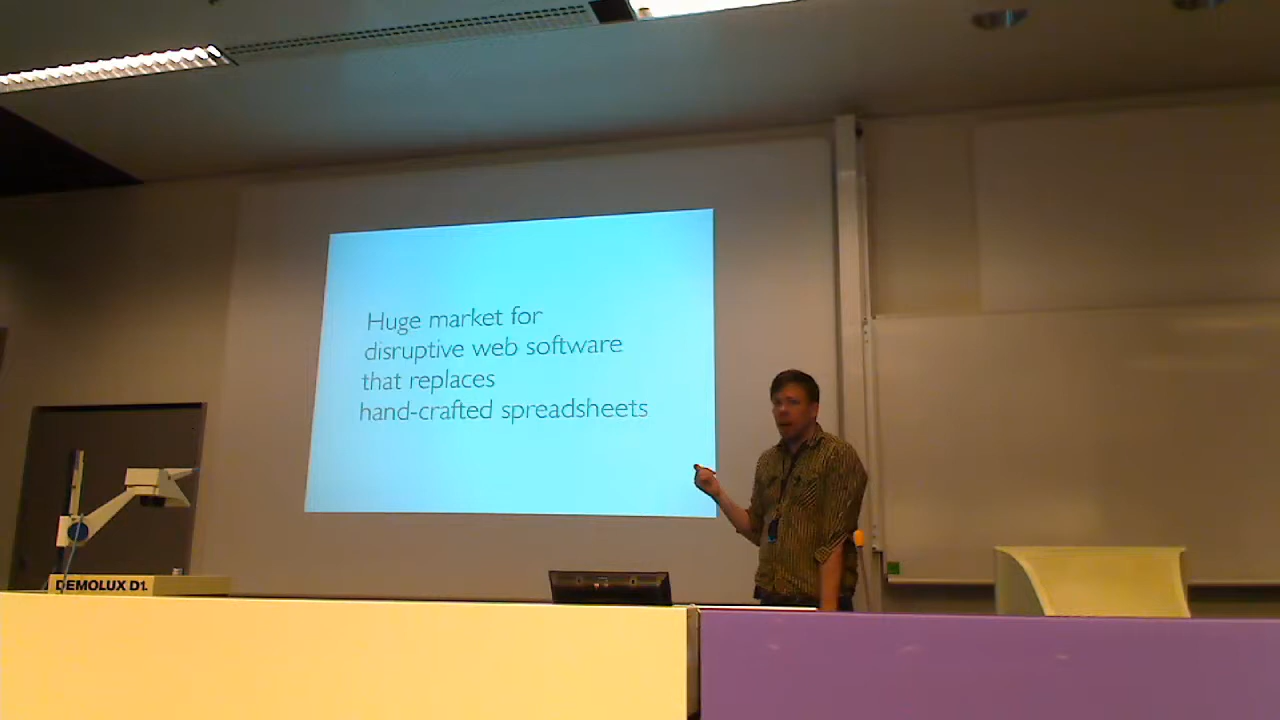 Huge market for
disruptive web software
that replaces
hand-crafted spreadsheets
DEMOLUX D1.